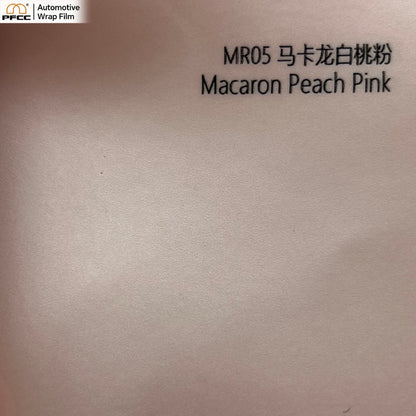 PFCC
Automotive
Wrap Film
MR05 马卡龙白桃粉
Macaron Peach Pink